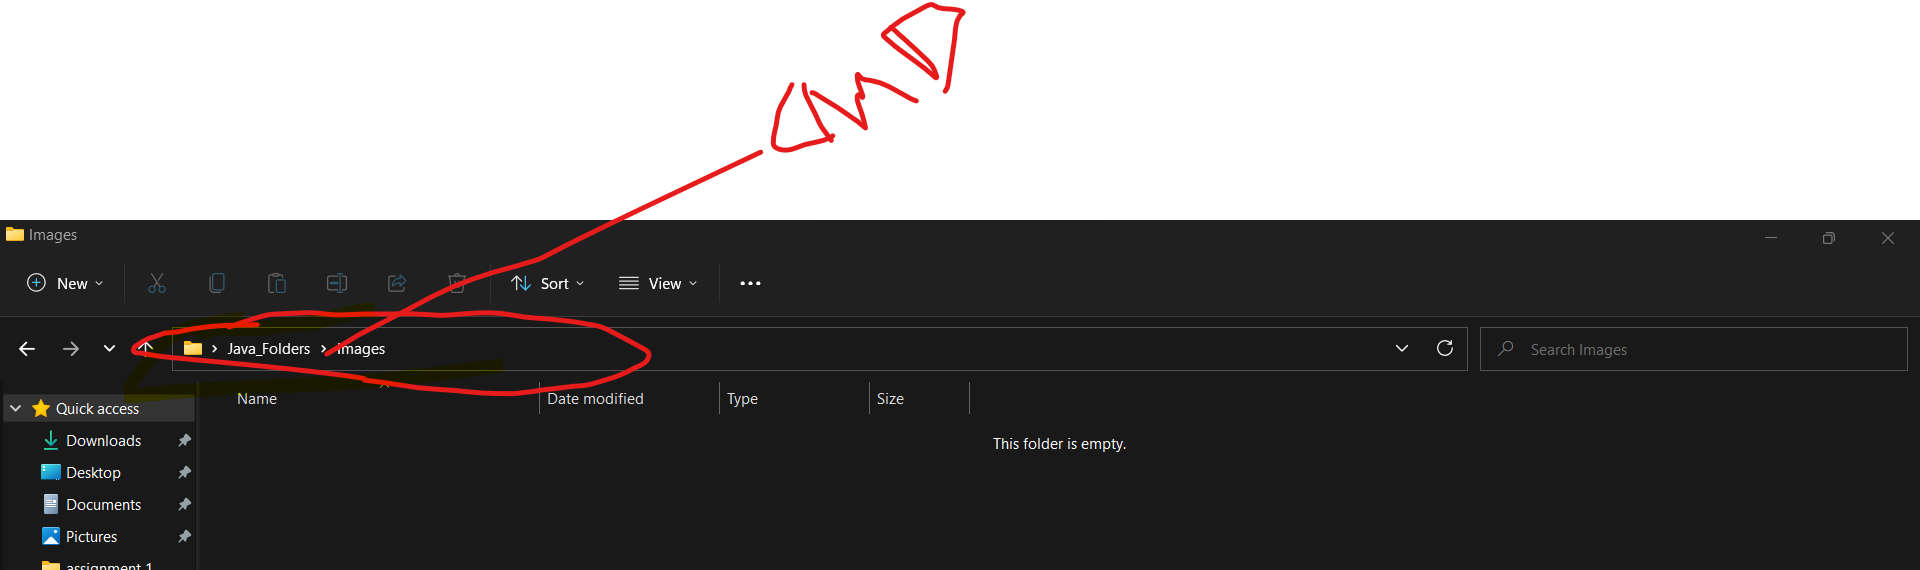 CMD
Images
New
Sort
View
Java_Folders
Images
Search Images
Name
Date modified
Type
Size
Quick access
This folder is empty.
Downloads
Desktop
Documents
Pictures
assignment 1